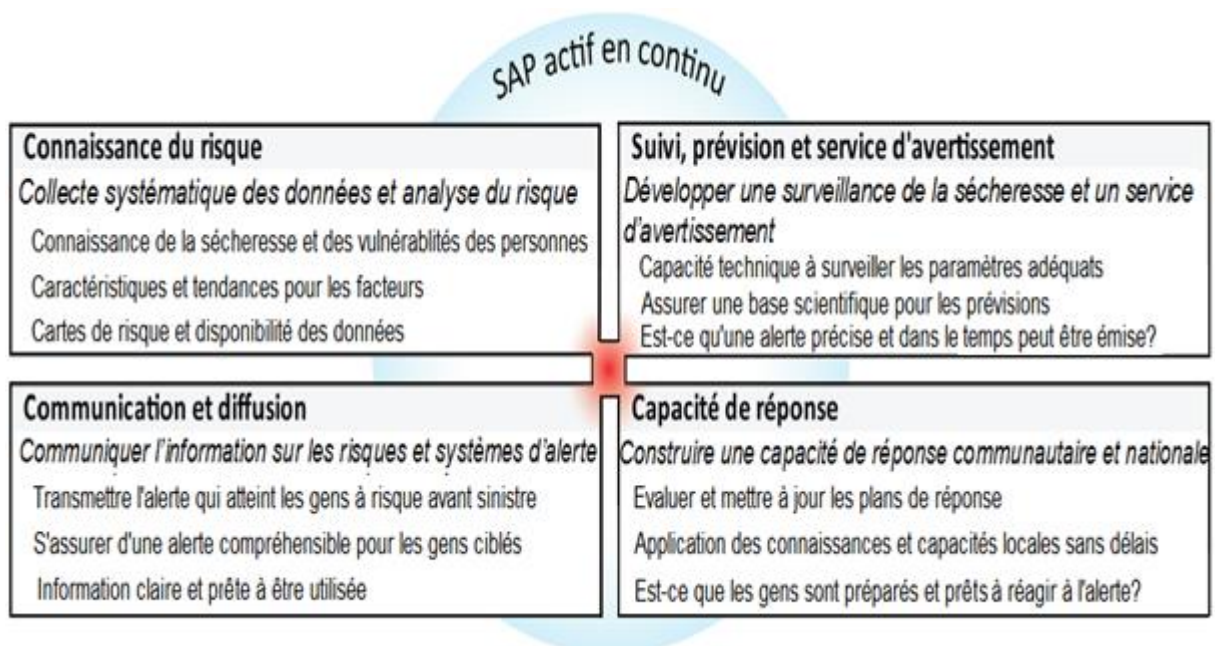 SAP actif en continu
Connaissance du risque
Collecte systématique des données et analyse du risque
Connaissance de la sécheresse et des vulnérablités des personnes
Caractéristiques et tendances pour les facteurs
Cartes de risque et disponibilité des données
Suivi, prévision et service d'avertissement
Développer une surveillance de la sécheresse et un service
d'avertissement
Capacité technique à surveiller les paramètres adéquats
Assurer une base scientifique pour les prévisions
Est-ce qu'une alerte précise et dans le temps peut être émise?
Communication et diffusion
Communiquer l'information sur les risques et systèmes d'alerte
Transmettre l'alerte qui atteint les gens à risque avant sinistre
S'assurer d'une alerte compréhensible pour les gens ciblés
Information claire et prête à être utilisée
Capacité de réponse
Construire une capacité de réponse communautaire et nationale
Evaluer et mettre à jour les plans de réponse
Application des connaissances et capacités locales sans délais
Est-ce que les gens sont préparés et prêts à réagir à l'alerte?